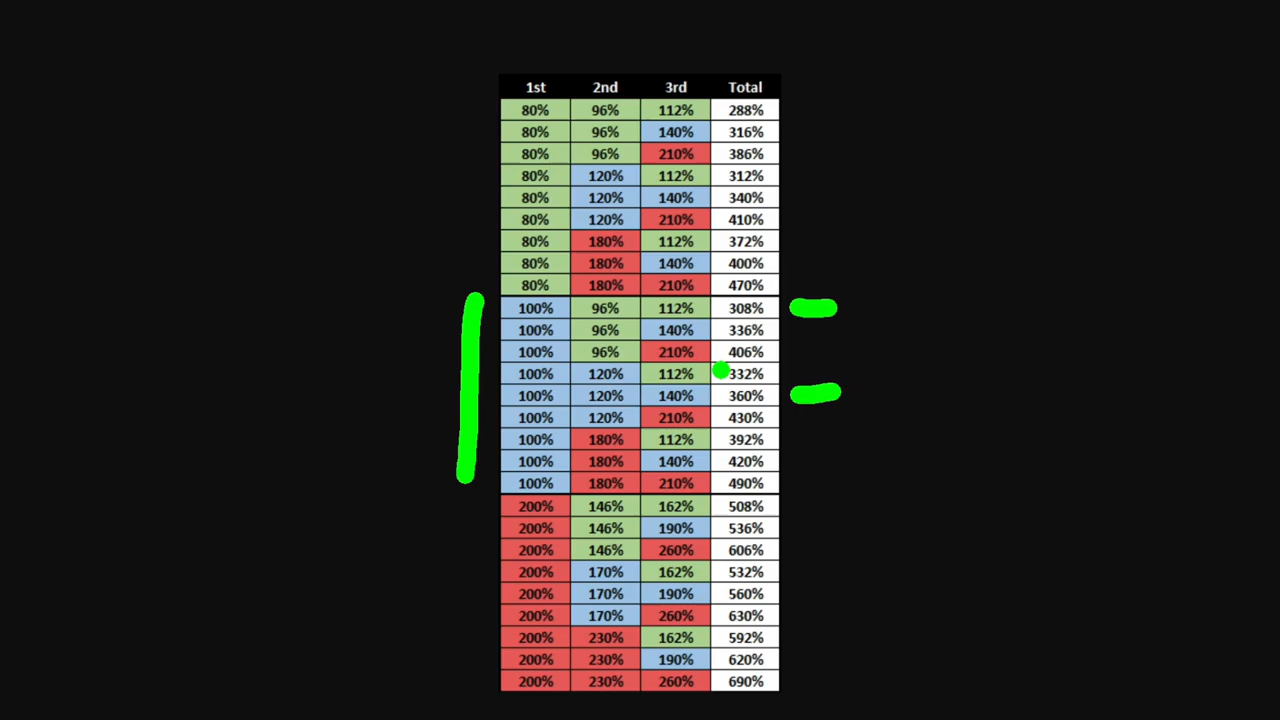 1st 2nd 3rd Total
80% 96% 112% 288%
80% 96% 140% 316%
80% 96% 210% 386%
80% 120% 112% 312%
80% 120% 140% 340%
80% 120% 210% 410%
80% 180% 112% 372%
80% 180% 140% 400%
80% 180% 210% 470%
100% 96% 112% 308%
100% 96% 140% 336%
100% 96% 210% 406%
100% 120% 112% 332%
100% 120% 140% 360%
100% 120% 210% 430%
100% 180% 112% 392%
100% 180% 140% 420%
100% 180% 210% 490%
200% 146% 162% 508%
200% 146% 190% 536%
200% 146% 260% 606%
200% 170% 162% 532%
200% 170% 190% 560%
200% 170% 260% 630%
200% 230% 162% 592%
200% 230% 190% 620%
200% 230% 260% 690%